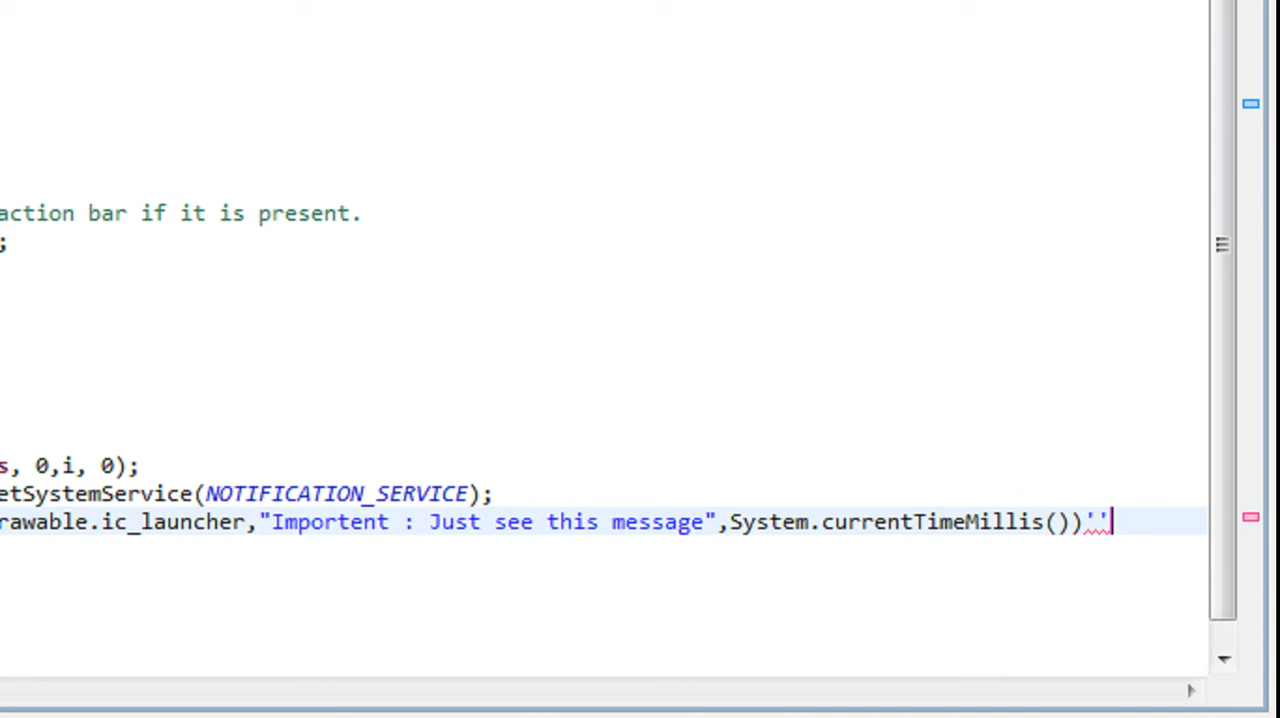 action bar if it is present.
;
s, 0,i, 0);
etSystemService(NOTIFICATION_SERVICE);
rawable.ic_launcher,"Importent : Just see this message",System.currentTimeMillis())''